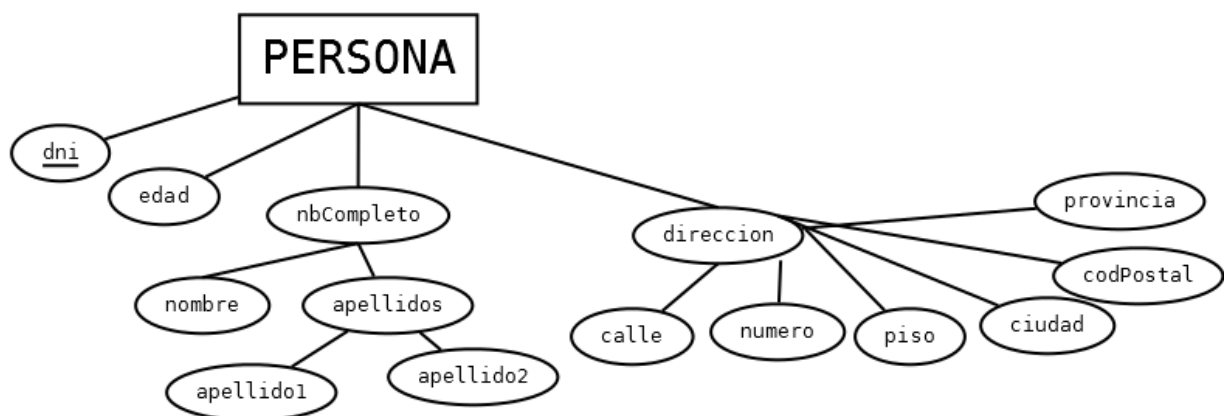 PERSONA
dni
edad
nbCompleto
direccion
provincia
codPostal
nombre
apellidos
calle
numero
piso
ciudad
apellido1
apellido2